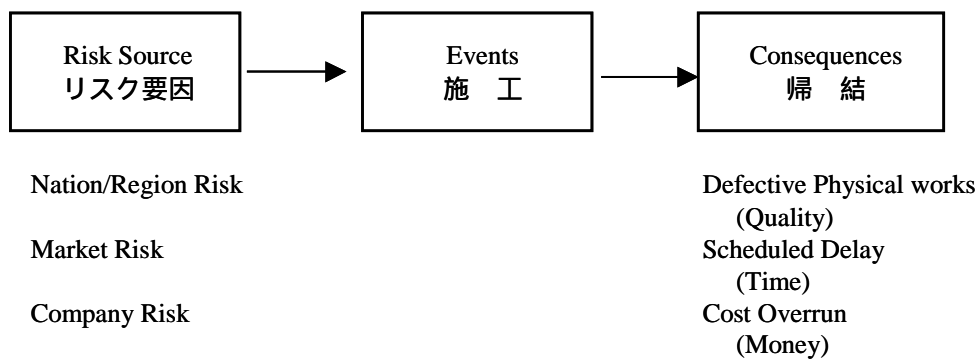 Risk Source
リスク要因
Events
施 工
Consequences
帰 結
Nation/Region Risk
Market Risk
Company Risk
Defective Physical works
(Quality)
Scheduled Delay
(Time)
Cost Overrun
(Money)